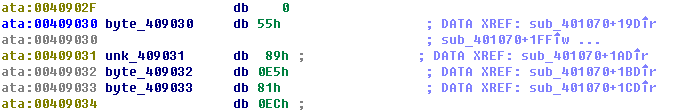 ata:0040902F db 0
ata:00409030 byte_409030 db 55h ; DATA XREF: sub_401070+19D↑r
ata:00409030 ; sub_401070+1FF↑w ...
ata:00409031 unk_409031 db 89h ; ; DATA XREF: sub_401070+1AD↑r
ata:00409032 byte_409032 db 0E5h ; DATA XREF: sub_401070+1BD↑r
ata:00409033 byte_409033 db 81h ; DATA XREF: sub_401070+1CD↑r
ata:00409034 db 0ECh ;